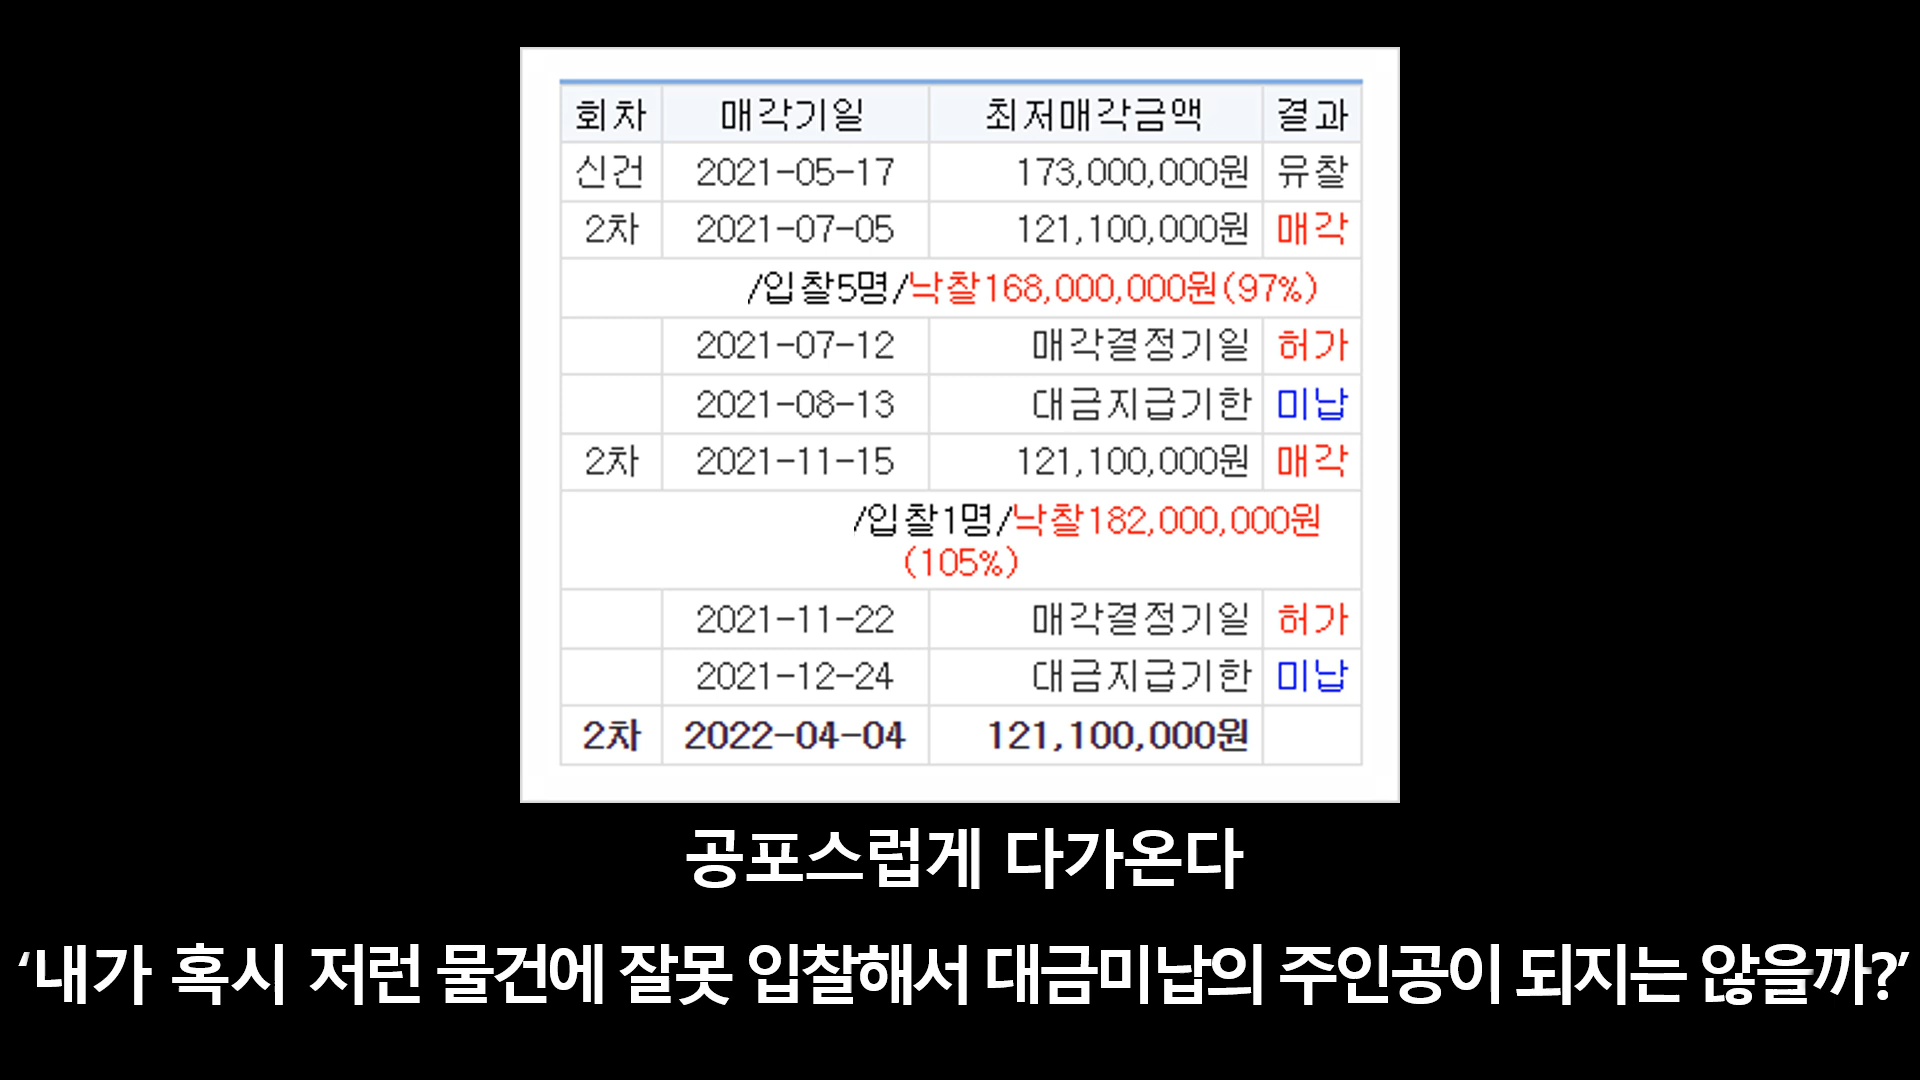 회차 매각기일 최저매각금액 결과
신건 2021-05-17 173,000,000원 유찰
2차 2021-07-05 121,100,000원 매각
/입찰5명/낙찰168,000,000원(97%)
2021-07-12 매각결정기일 허가
2021-08-13 대금지급기한 미납
2차 2021-11-15 121,100,000원 매각
/입찰1명/낙찰182,000,000원
(105%)
2021-11-22 매각결정기일 허가
2021-12-24 대금지급기한 미납
2차 2022-04-04 121,100,000원
공포스럽게 다가온다
‘내가 혹시 저런 물건에 잘못 입찰해서 대금미납의 주인공이 되지는 않을까?’